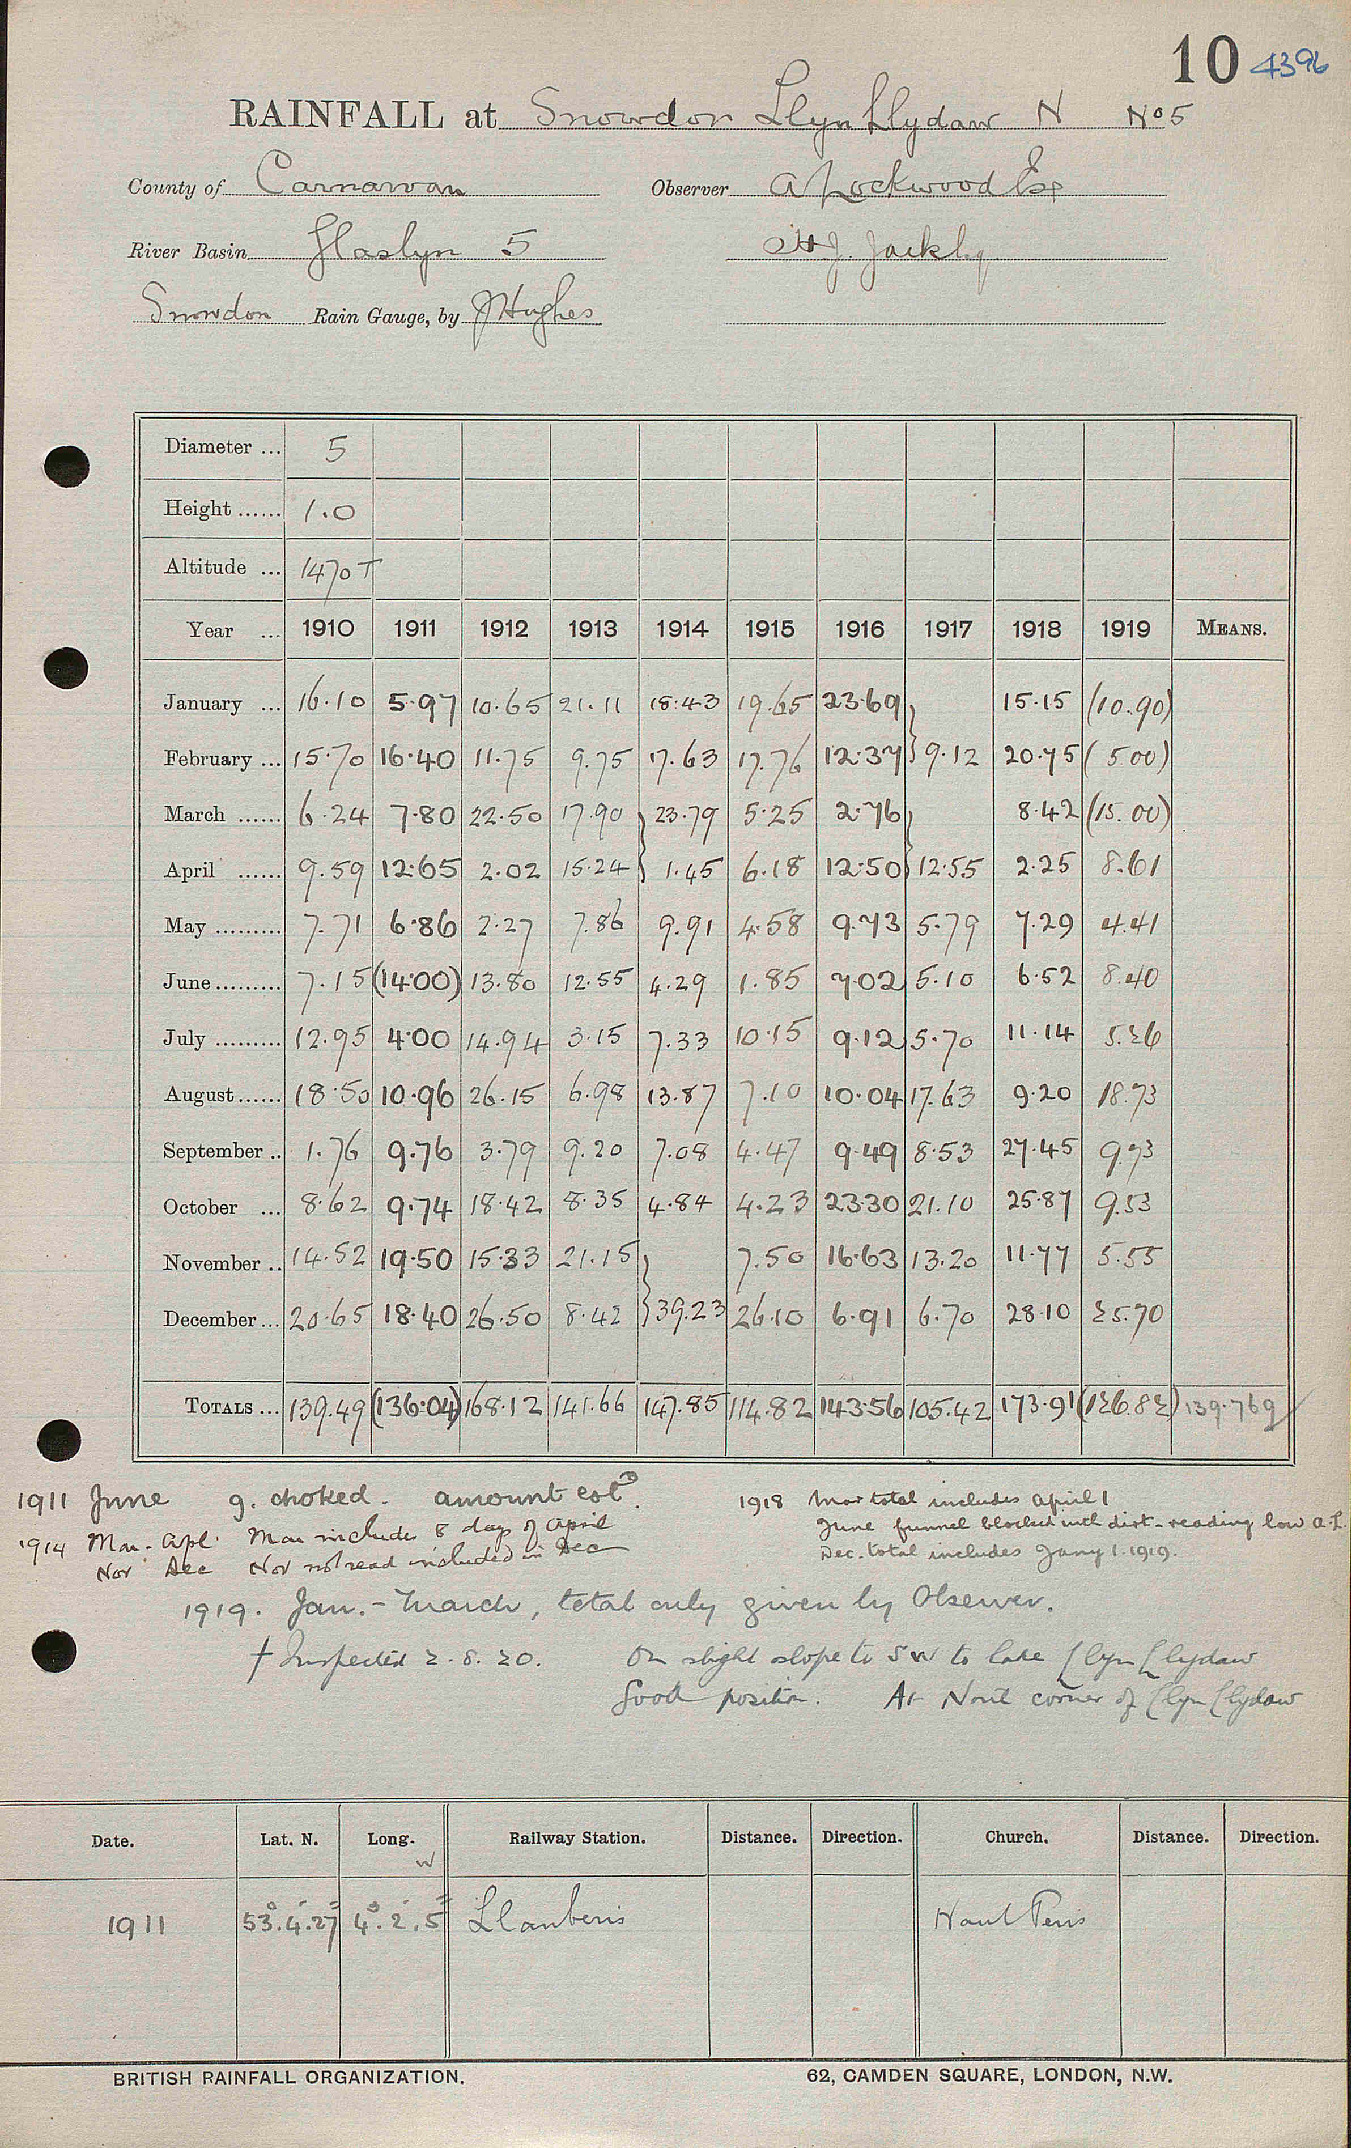 10 4396
RAINFALL at Snowdon Llyn Llydaw N No 5
County of Carnarvon Observer A Lockwood Esq
River Basin Glaslyn 5 H J. Jack Esq
Snowdon Rain Gauge, by J Hughes
Diameter ... 5
Height ...... 1.0
Altitude ... 1470 T
Year ... 1910 1911 1912 1913 1914 1915 1916 1917 1918 1919 MEANS.
January ... 16.10 5.97 10.65 21.11 18.43 19.65 23.69 15.15 (10.90)
February ... 15.70 16.40 11.75 9.75 17.63 17.76 12.37 } 9.12 20.75 (5.00)
March ...... 6.24 7.80 22.50 17.90 23.79 5.25 2.76 8.42 (15.00)
April ...... 9.59 12.65 2.02 15.24 } 1.45 6.18 12.50 } 12.55 2.25 8.61
May ......... 7.71 6.86 2.27 7.86 9.91 4.58 9.73 5.79 7.29 4.41
June ......... 7.15 (14.00) 13.80 12.55 4.29 1.85 7.02 5.10 6.52 8.40
July ......... 12.95 4.00 14.94 3.15 7.33 10.15 9.12 5.70 11.14 5.26
August ...... 18.50 10.96 26.15 6.98 13.87 7.10 10.04 17.63 9.20 18.73
September .. 1.76 9.76 3.79 9.20 7.08 4.47 9.49 8.53 27.45 9.73
October ... 8.62 9.74 18.42 8.35 4.84 4.23 23.30 21.10 25.87 9.53
November .. 14.52 19.50 15.33 21.15 7.50 16.63 13.20 11.77 5.55
December ... 20.65 18.40 26.50 8.42 } 39.23 26.10 6.91 6.70 28.10 25.70
TOTALS ... 139.49 (136.04) 168.12 141.66 147.85 114.82 143.56 105.42 173.91 (126.82) 139.769
1911 June g. choked. amount estd.
1914 Mar. Apl. Mar includes 8 days of April
Nov Dec Nov not read included in Dec
1918 Mar total includes April 1
June funnel blocked with dirt - reading low A.L.
Dec. total includes Jany 1. 1919.
1919. Jan. - March, total only given by Observer.
† Inspected 2.8.20. On slight slope to SW to lake Llyn Llydaw
Good position. At North corner of Llyn Llydaw
Date. Lat. N. Long. W Railway Station. Distance. Direction. Church. Distance. Direction.
1911 53° 4' 27" 4° 2' 5" Llanberis Nant Peris
BRITISH RAINFALL ORGANIZATION. 62, CAMDEN SQUARE, LONDON, N.W.